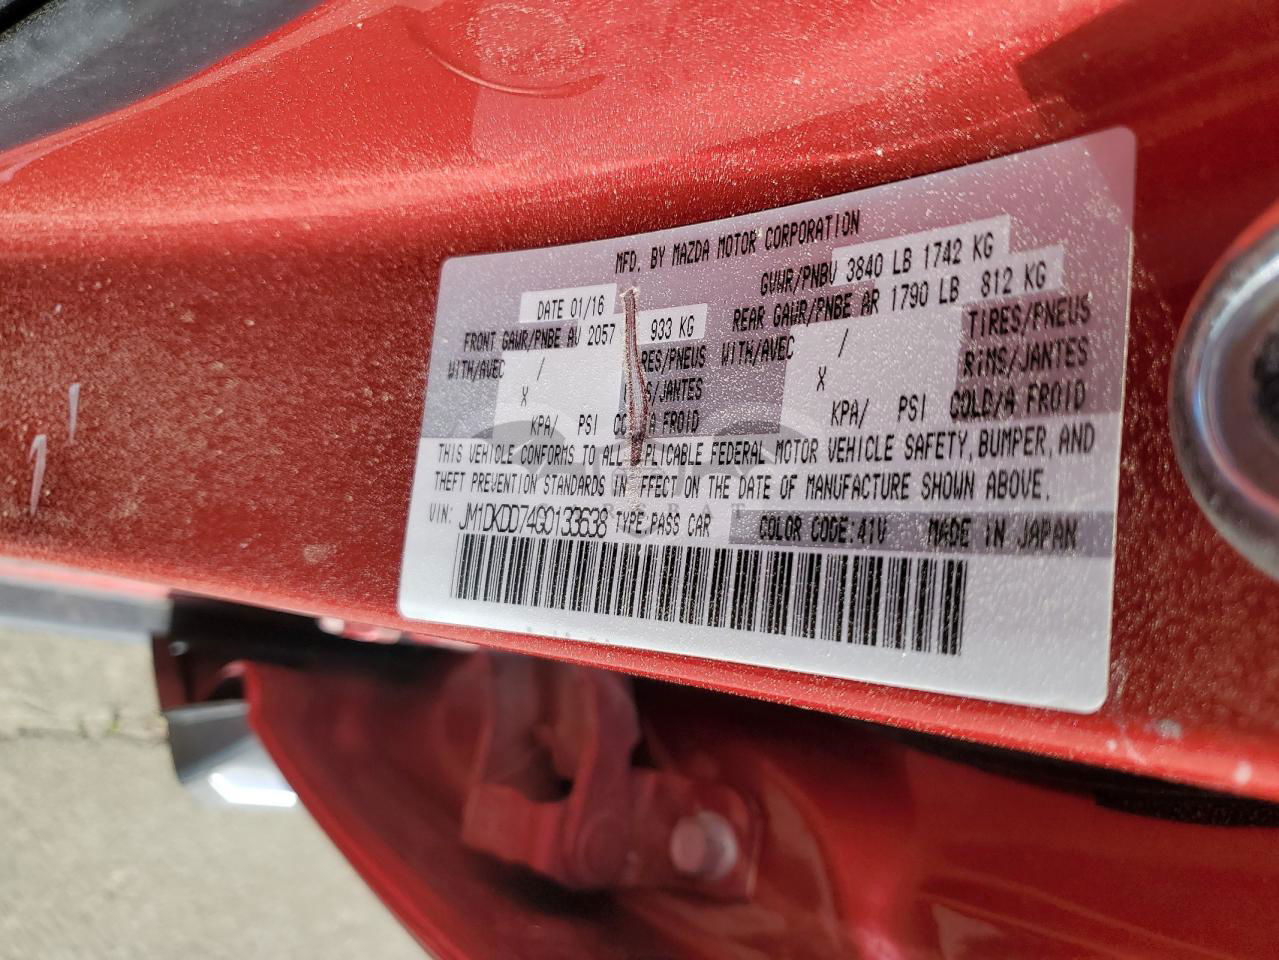 MFD. BY MAZDA MOTOR CORPORATION
DATE 01/16 GVWR/PNBV 3840 LB 1742 KG
FRONT GAWR/PNBE AV 2057 933 KG REAR GAWR/PNBE AR 1790 LB 812 KG
WITH/AVEC / WITH/AVEC / TIRES/PNEUS
X X RIMS/JANTES
KPA/ PSI FROID KPA/ PSI COLD/A FROID
THIS VEHICLE CONFORMS TO ALL FEDERAL MOTOR VEHICLE SAFETY, BUMPER, AND
THEFT PREVENTION STANDARDS IN EFFECT ON THE DATE OF MANUFACTURE SHOWN ABOVE.
VIN: JM1DKDD74G0133638 TYPE:PASS CAR COLOR CODE:41V MADE IN JAPAN